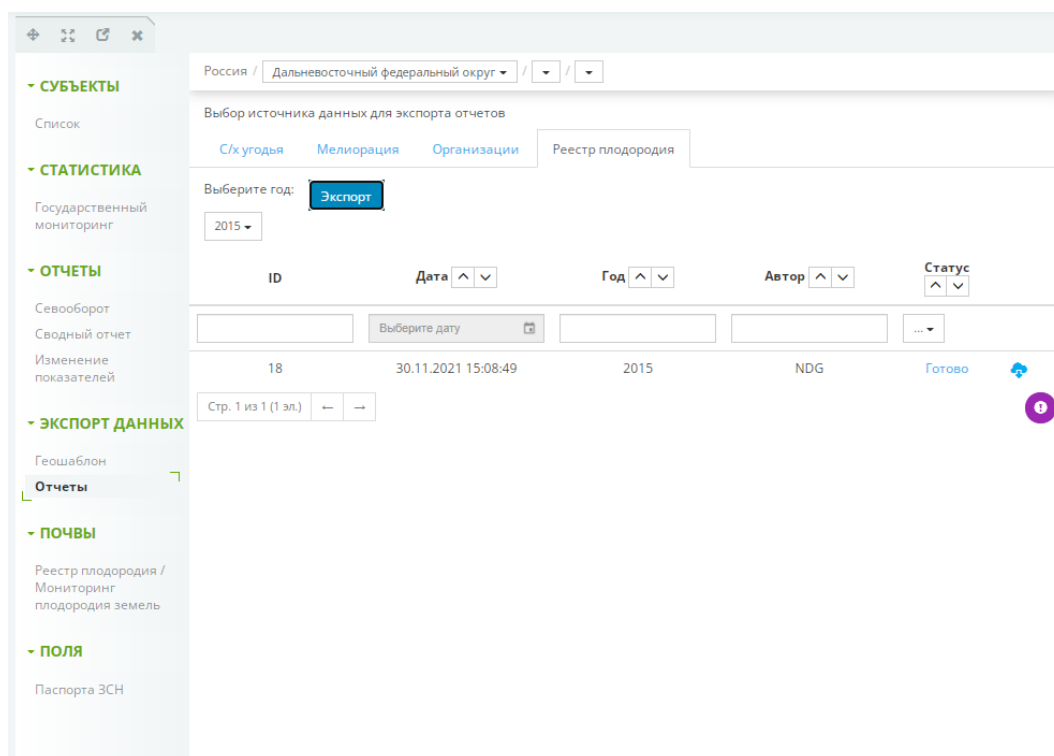 СУБЪЕКТЫ
Список
СТАТИСТИКА
Государственный
мониторинг
ОТЧЕТЫ
Севооборот
Сводный отчет
Изменение
показателей
ЭКСПОРТ ДАННЫХ
Геошаблон
Отчеты
ПОЧВЫ
Реестр плодородия /
Мониторинг
плодородия земель
ПОЛЯ
Паспорта ЗСН
Россия / Дальневосточный федеральный округ / /
Выбор источника данных для экспорта отчетов
С/х угодья Мелиорация Организации Реестр плодородия
Выберите год: Экспорт
2015
ID Дата Год Автор Статус
Выберите дату ...
18 30.11.2021 15:08:49 2015 NDG Готово
Стр. 1 из 1 (1 эл.) ← →